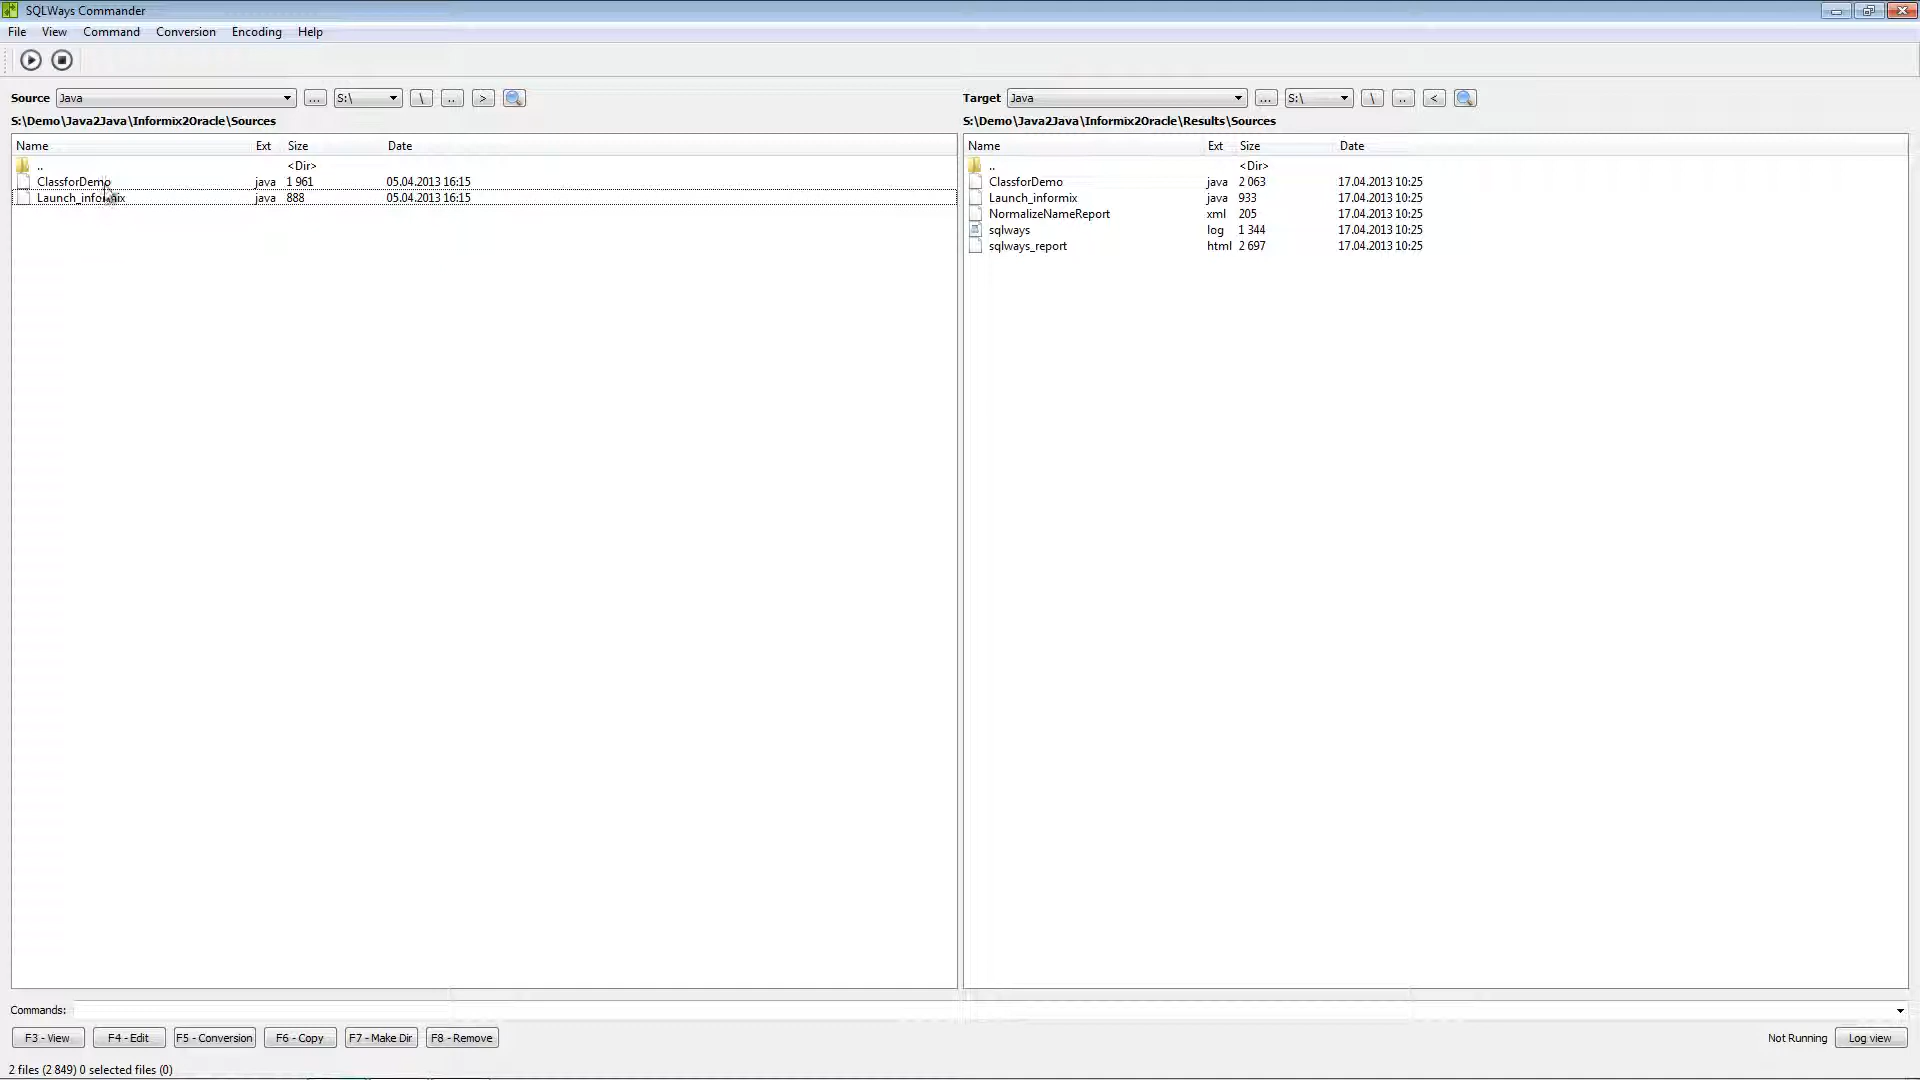 SQLWays Commander
File View Command Conversion Encoding Help
Source Java ... S:\ \ .. >
Target Java ... S:\ \ .. <
S:\Demo\Java2Java\Informix2Oracle\Sources
S:\Demo\Java2Java\Informix2Oracle\Results\Sources
Name Ext Size Date
.. <Dir>
ClassforDemo java 1 961 05.04.2013 16:15
Launch_informix java 888 05.04.2013 16:15
Name Ext Size Date
.. <Dir>
ClassforDemo java 2 063 17.04.2013 10:25
Launch_informix java 933 17.04.2013 10:25
NormalizeNameReport xml 205 17.04.2013 10:25
sqlways log 1 344 17.04.2013 10:25
sqlways_report html 2 697 17.04.2013 10:25
Commands:
F3 - View F4 - Edit F5 - Conversion F6 - Copy F7 - Make Dir F8 - Remove Not Running Log view
2 files (2 849) 0 selected files (0)